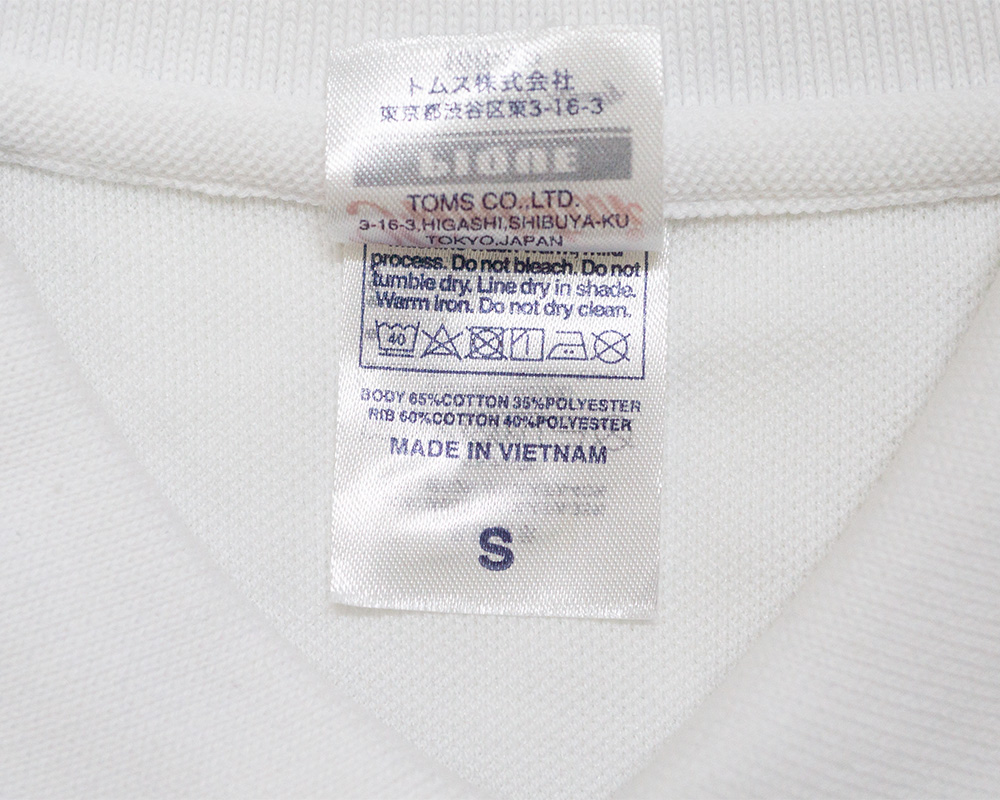 トムス株式会社
東京都渋谷区東3-16-3
TOMS CO.,LTD.
3-16-3,HIGASHI,SHIBUYA-KU
TOKYO,JAPAN
process. Do not bleach. Do not
tumble dry. Line dry in shade.
Warm Iron. Do not dry clean.
40
BODY 65%COTTON 35%POLYESTER
RIB 60%COTTON 40%POLYESTER
MADE IN VIETNAM
S